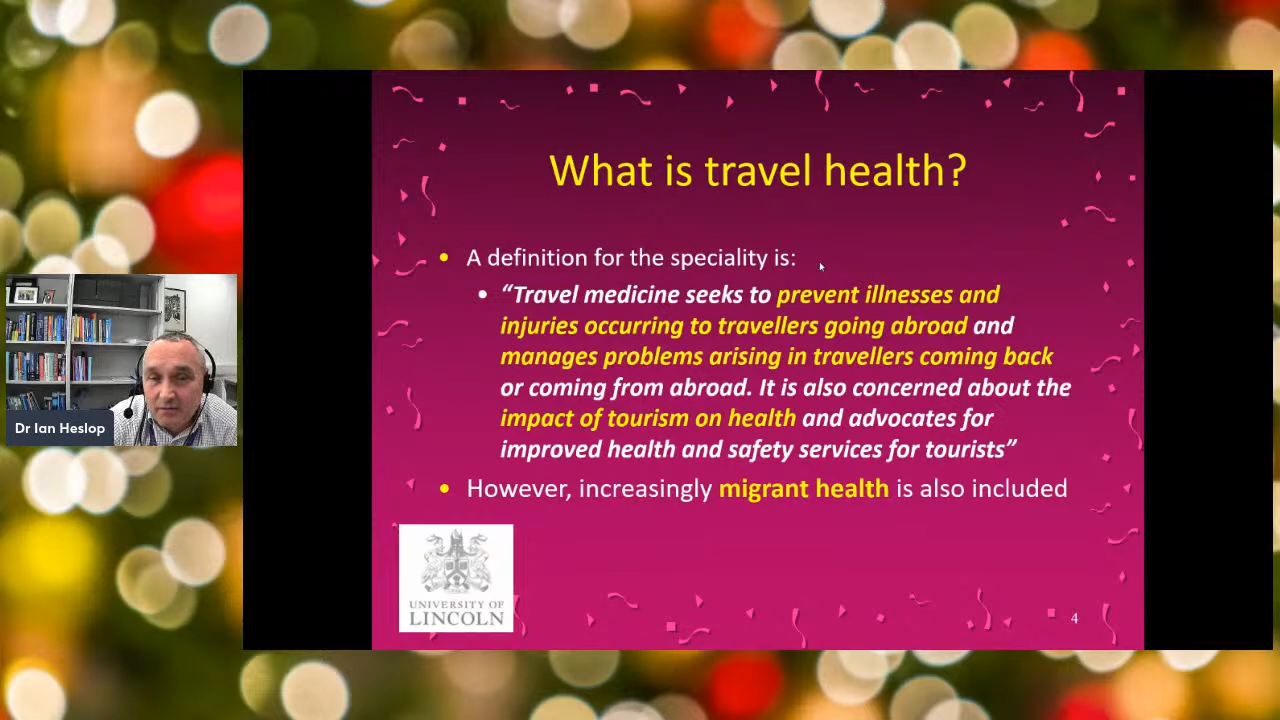 What is travel health?
• A definition for the speciality is:
• “Travel medicine seeks to prevent illnesses and
injuries occurring to travellers going abroad and
manages problems arising in travellers coming back
or coming from abroad. It is also concerned about the
impact of tourism on health and advocates for
improved health and safety services for tourists”
• However, increasingly migrant health is also included
Dr Ian Heslop
UNIVERSITY OF
LINCOLN
4